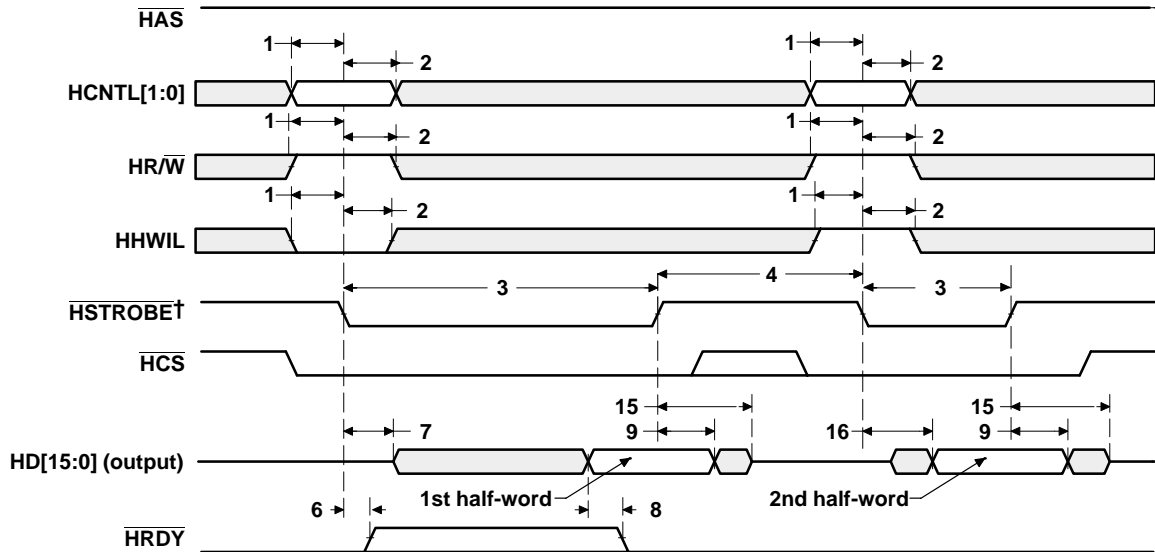 HAS
1 1
2 2
HCNTL[1:0]
1 1
2 2
HR/W
1 1
2 2
HHWIL
4
3 3
HSTROBE†
HCS
15 15
7 9 16 9
HD[15:0] (output)
1st half-word 2nd half-word
6 8
HRDY